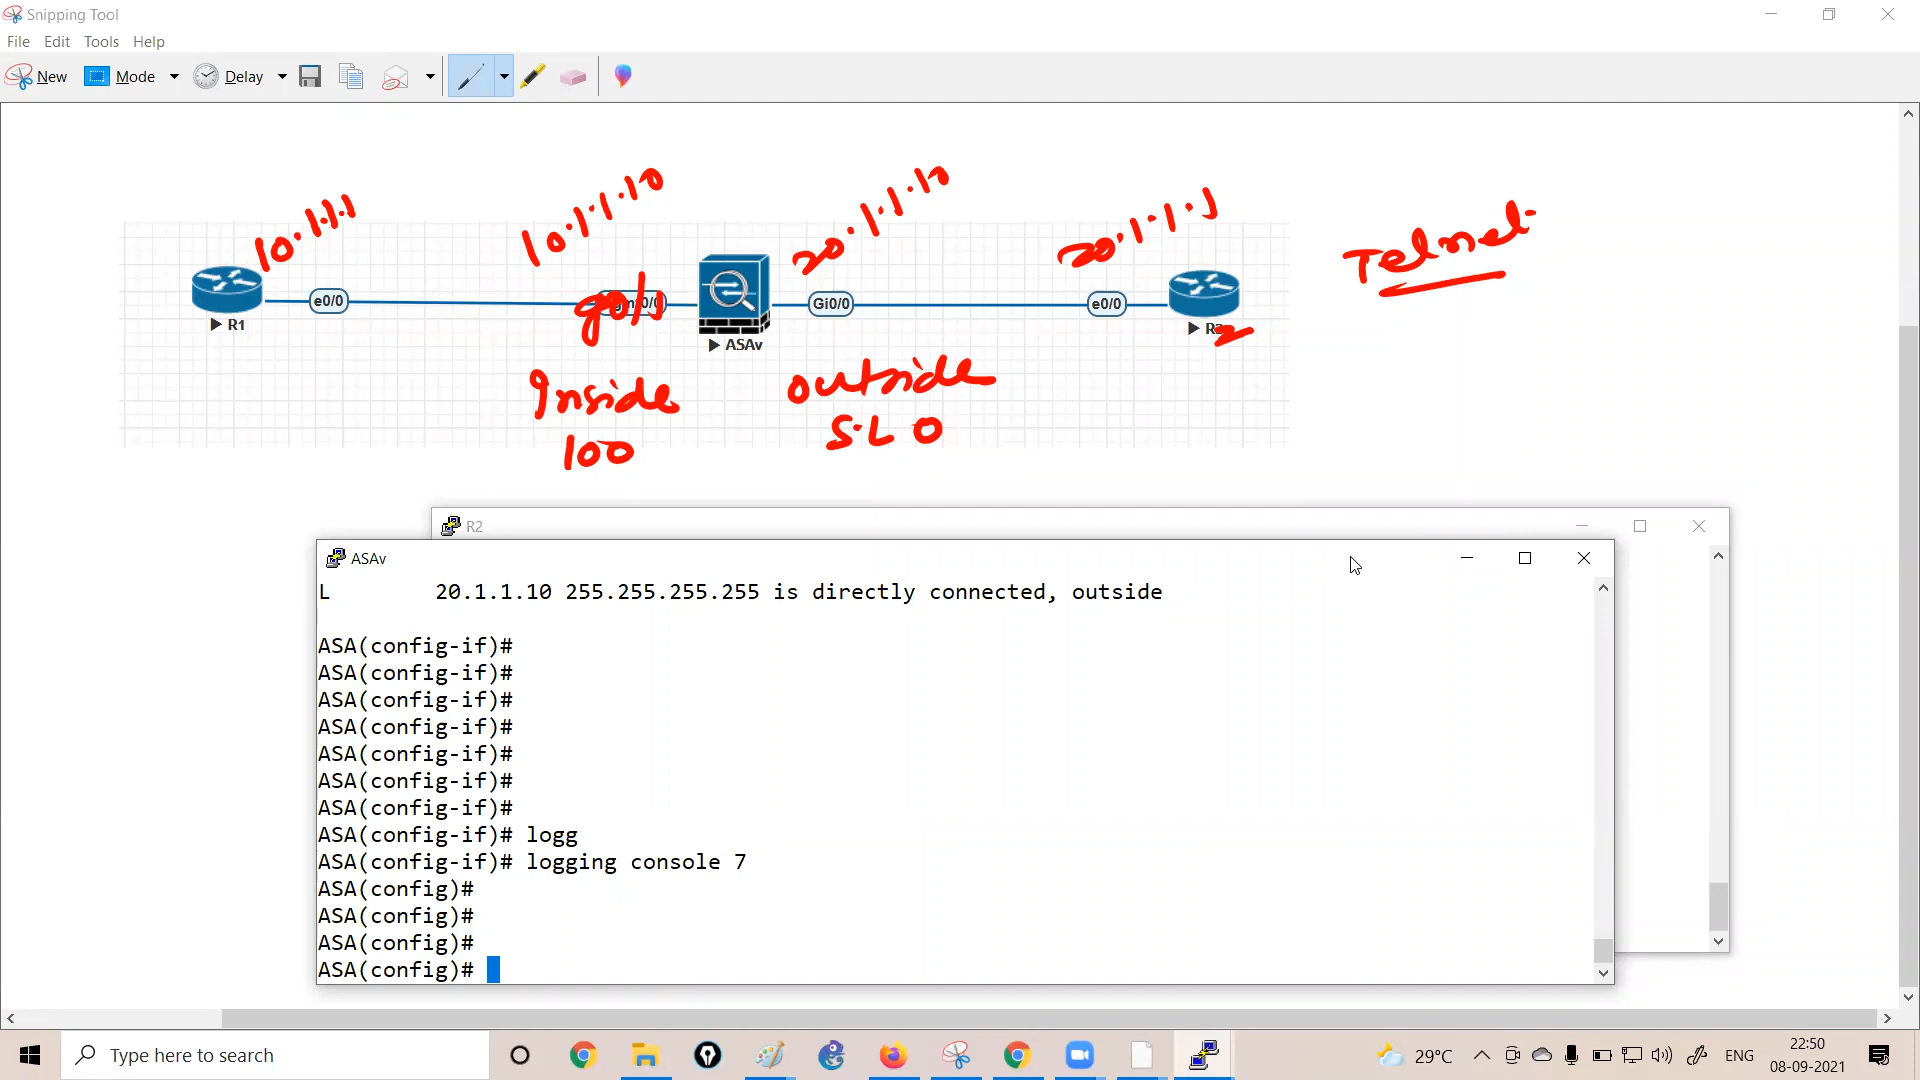 Snipping Tool
File Edit Tools Help
New Mode Delay
10.1.1.1
10.1.1.10
20.1.1.10
20.1.1.1
Telnet
e0/0
g0/1
Gi0/0
e0/0
R1
ASAv
R2
Inside
100
outside
S.L 0
R2
ASAv
L        20.1.1.10 255.255.255.255 is directly connected, outside
ASA(config-if)#
ASA(config-if)#
ASA(config-if)#
ASA(config-if)#
ASA(config-if)#
ASA(config-if)#
ASA(config-if)#
ASA(config-if)# logg
ASA(config-if)# logging console 7
ASA(config)#
ASA(config)#
ASA(config)#
ASA(config)#
Type here to search
29°C
ENG
22:50
08-09-2021